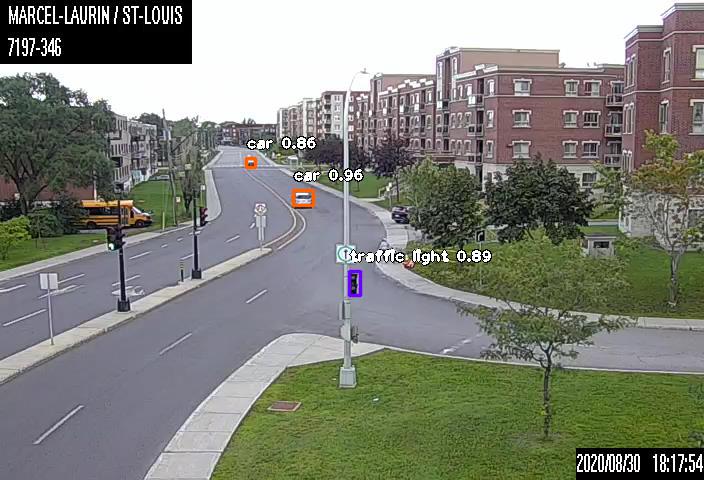 MARCEL-LAURIN / ST-LOUIS
7197-346
car 0.86
car 0.96
traffic light 0.89
2020/08/30 18:17:54